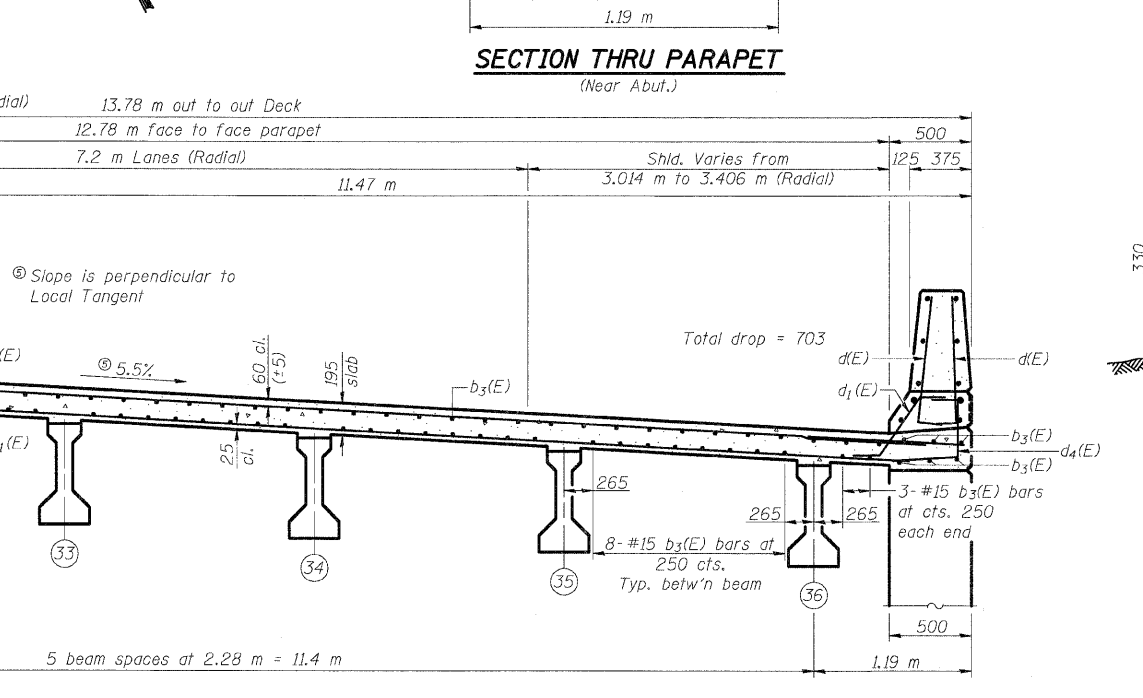 1.19 m
SECTION THRU PARAPET
(Near Abut.)
dial) 13.78 m out to out Deck
12.78 m face to face parapet
500
7.2 m Lanes (Radial)
Shld. Varies from
3.014 m to 3.406 m (Radial)
125 375
11.47 m
330
⑤ Slope is perpendicular to
Local Tangent
Total drop = 703
(E)
⑤ 5.5%
60 cl.
(±5)
195
slab
b3(E)
d(E)
d(E)
d1(E)
1(E)
25
cl.
b3(E)
d4(E)
b3(E)
265
265
265
3- #15 b3(E) bars
at cts. 250
each end
8- #15 b3(E) bars at
250 cts.
Typ. betw'n beam
33
34
35
36
500
5 beam spaces at 2.28 m = 11.4 m
1.19 m